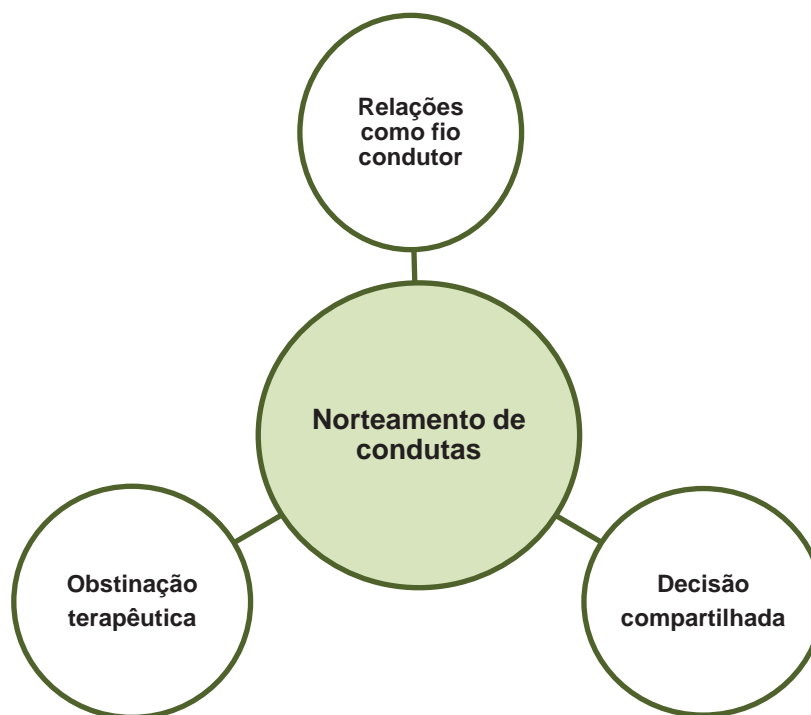 Relações
como fio
condutor
Norteamento de
condutas
Obstinação
terapêutica
Decisão
compartilhada